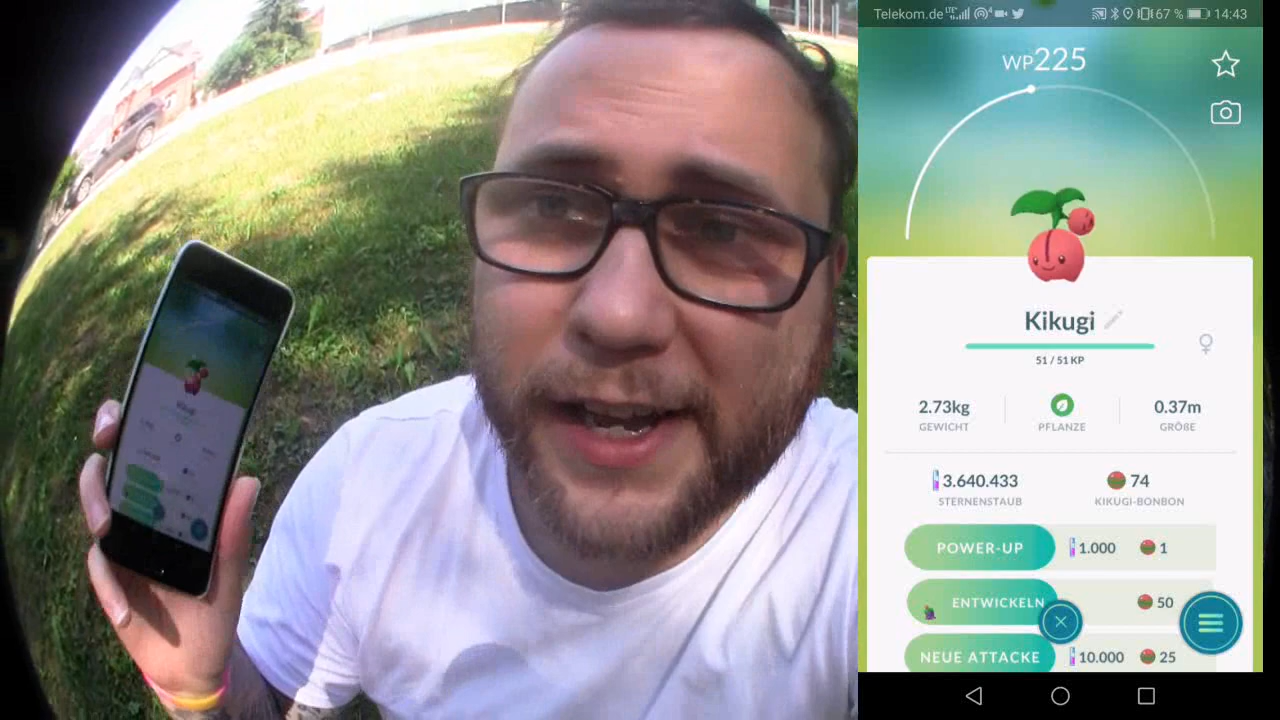 Telekom.de LTE 67 % 14:43
WP225
Kikugi
51 / 51 KP
2.73kg 0.37m
GEWICHT PFLANZE GRÖßE
3.640.433 74
STERNENSTAUB KIKUGI-BONBON
POWER-UP 1.000 1
ENTWICKELN 50
NEUE ATTACKE 10.000 25